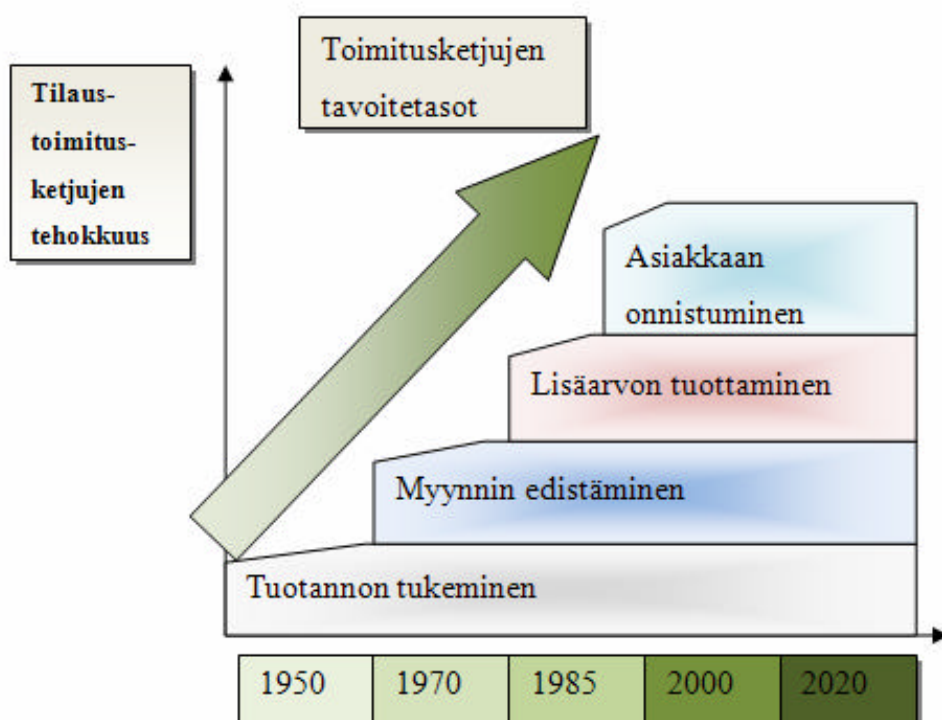 Toimitusketjujen
tavoitetasot
Tilaus-
toimitus-
ketjujen
tehokkuus
Asiakkaan
onnistuminen
Lisäarvon tuottaminen
Myynnin edistäminen
Tuotannon tukeminen
1950 1970 1985 2000 2020